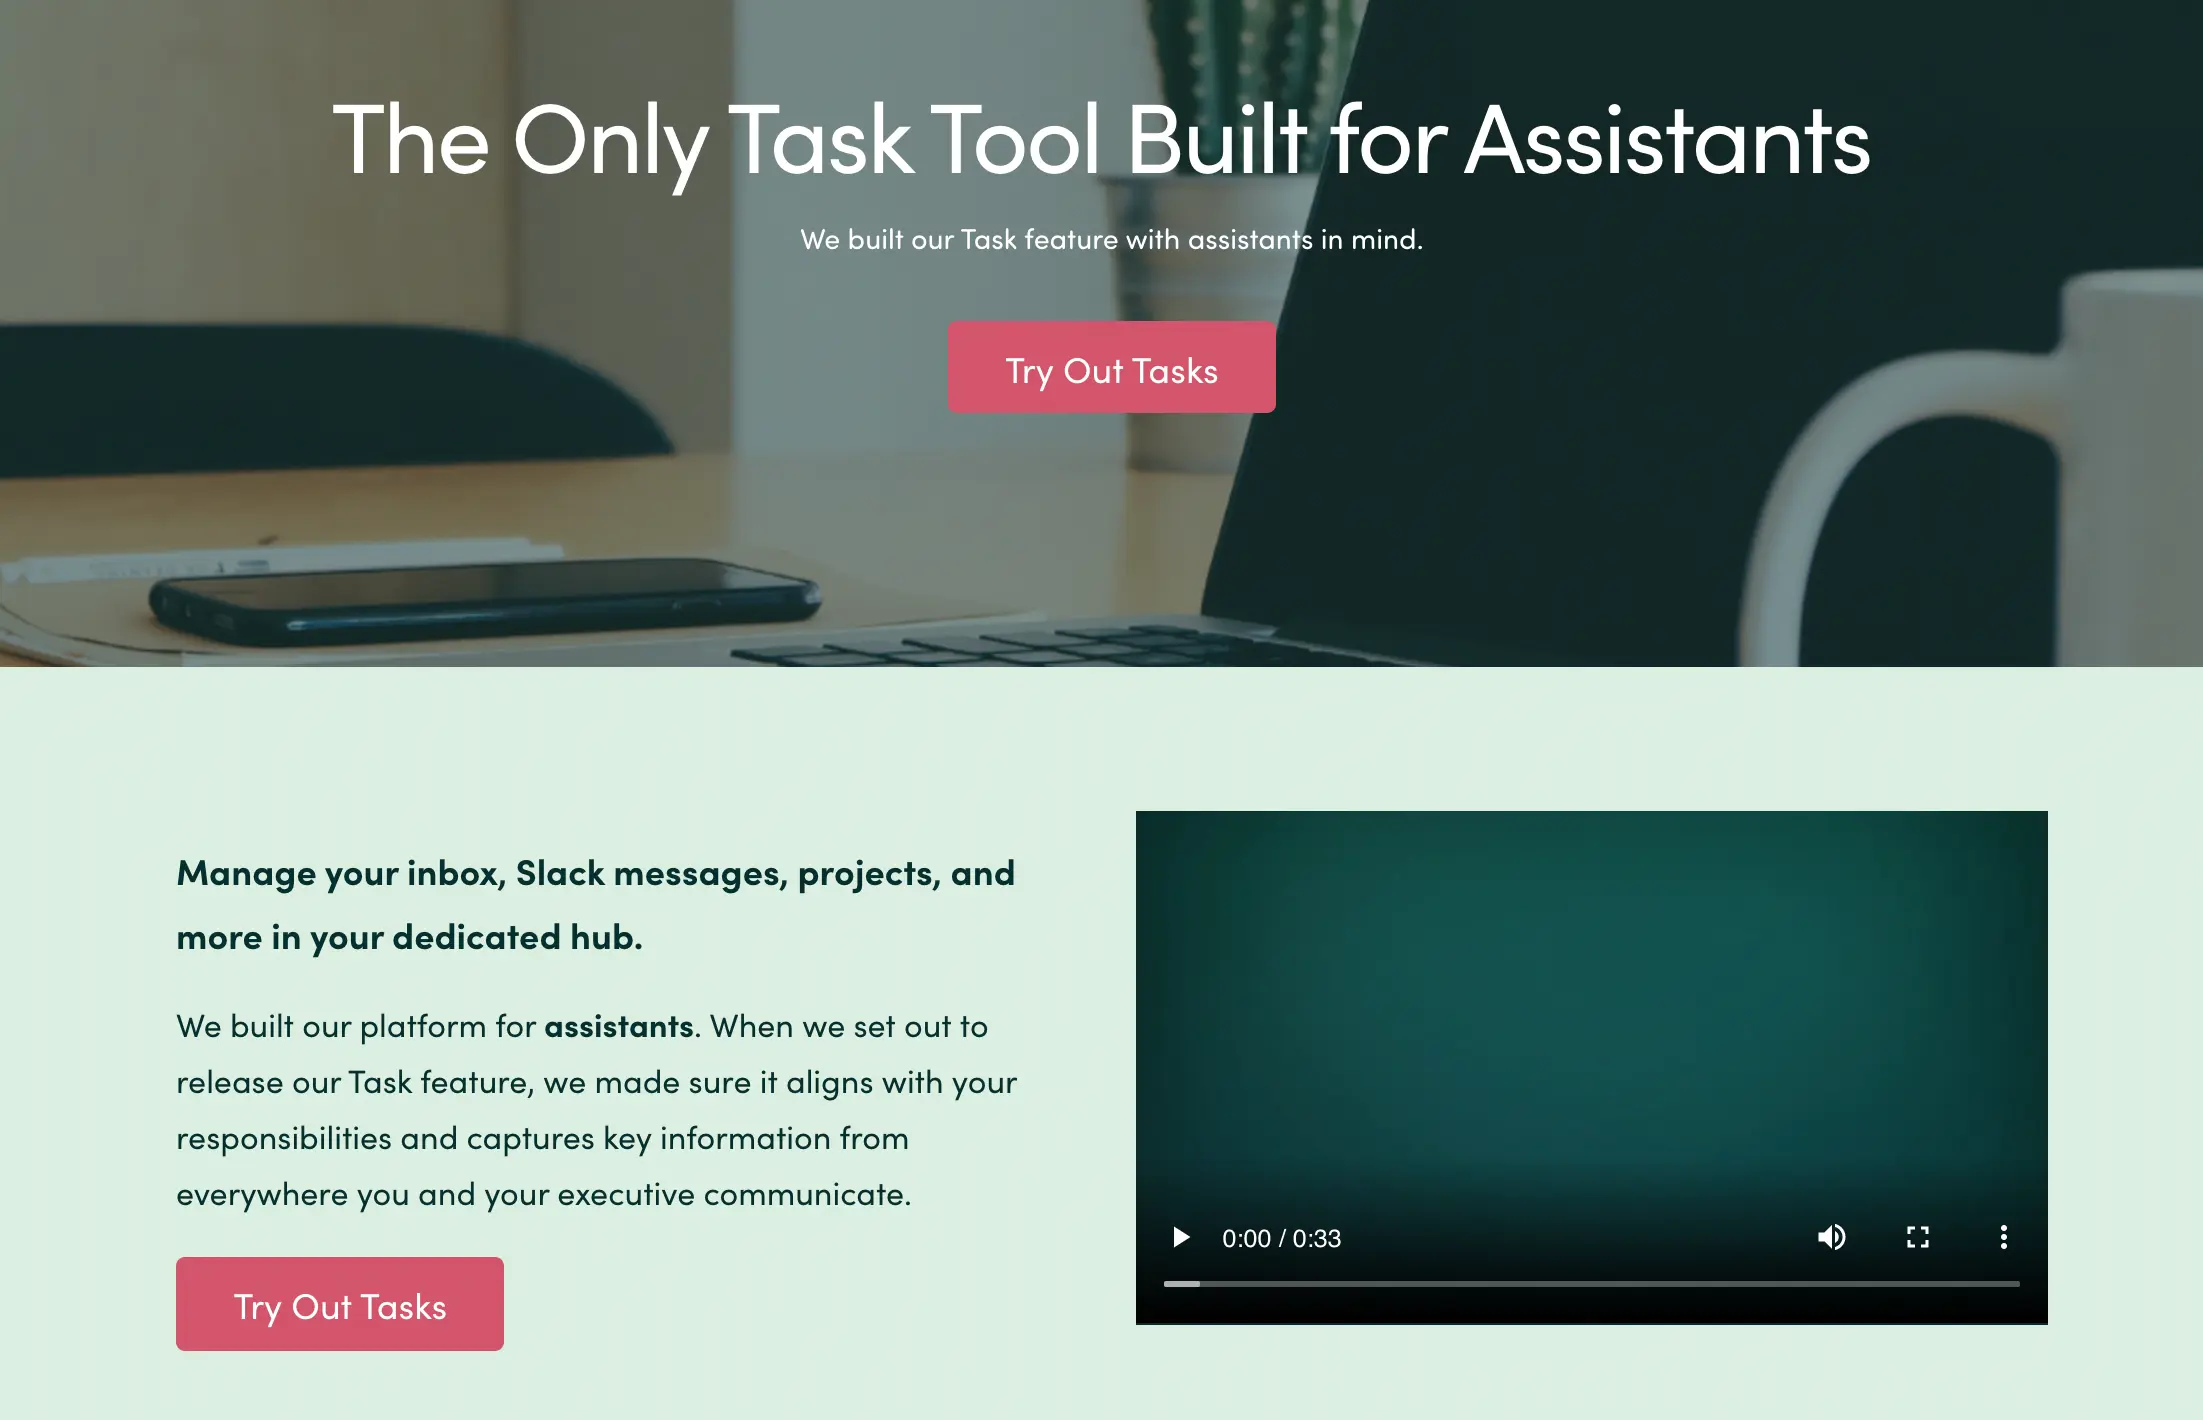 The Only Task Tool Built for Assistants
We built our Task feature with assistants in mind.
Try Out Tasks
Manage your inbox, Slack messages, projects, and
more in your dedicated hub.
We built our platform for assistants. When we set out to
release our Task feature, we made sure it aligns with your
responsibilities and captures key information from
everywhere you and your executive communicate.
Try Out Tasks
0:00 / 0:33